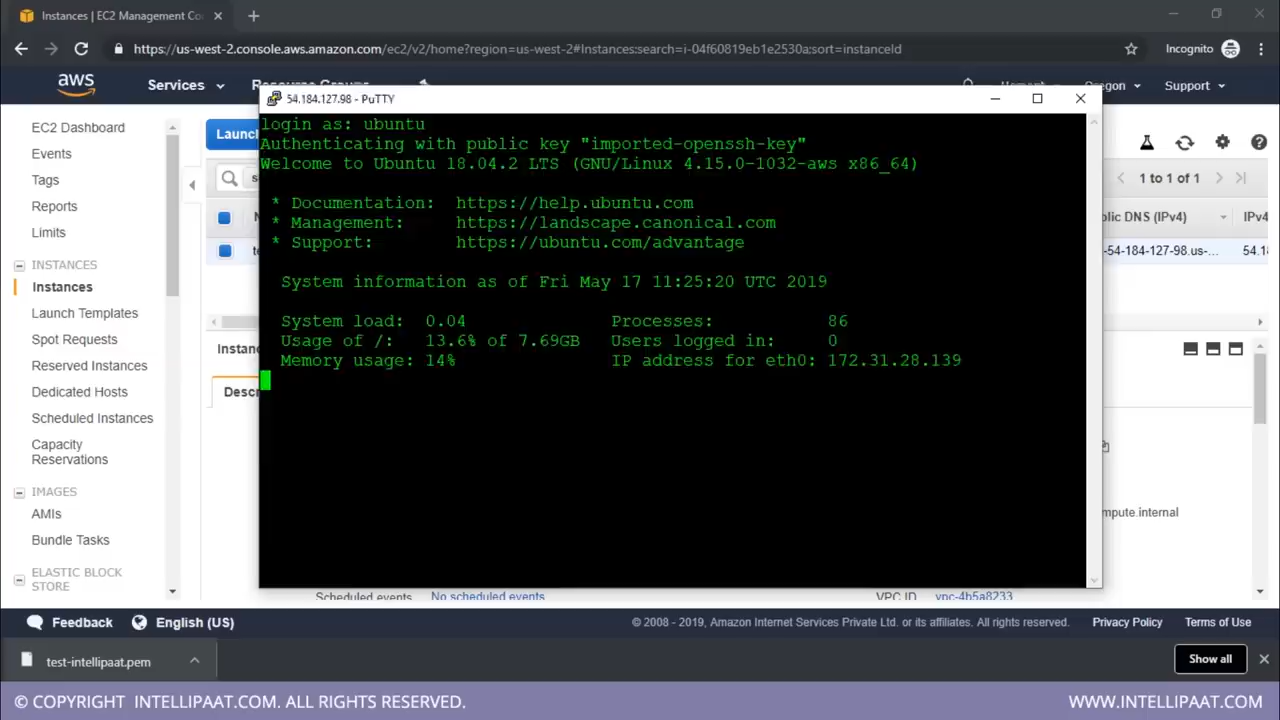 Instances | EC2 Management Co
https://us-west-2.console.aws.amazon.com/ec2/v2/home?region=us-west-2#Instances:search=i-04f60819eb1e2530a;sort=instanceId
Incognito
aws
Services
Support
54.184.127.98 - PuTTY
login as: ubuntu
Authenticating with public key "imported-openssh-key"
Welcome to Ubuntu 18.04.2 LTS (GNU/Linux 4.15.0-1032-aws x86_64)
* Documentation: https://help.ubuntu.com
* Management: https://landscape.canonical.com
* Support: https://ubuntu.com/advantage
System information as of Fri May 17 11:25:20 UTC 2019
System load: 0.04 Processes: 86
Usage of /: 13.6% of 7.69GB Users logged in: 0
Memory usage: 14% IP address for eth0: 172.31.28.139
EC2 Dashboard
Events
Tags
Reports
Limits
INSTANCES
Instances
Launch Templates
Spot Requests
Reserved Instances
Dedicated Hosts
Scheduled Instances
Capacity
Reservations
IMAGES
AMIs
Bundle Tasks
ELASTIC BLOCK
STORE
Launc
Instanc
Descr
1 to 1 of 1
blic DNS (IPv4) IPv4
-54-184-127-98.us-... 54.18
mpute.internal
Scheduled events No scheduled events
VPC ID vpc-4b5a8233
Feedback English (US)
© 2008 - 2019, Amazon Internet Services Private Ltd. or its affiliates. All rights reserved. Privacy Policy Terms of Use
test-intellipaat.pem
Show all
© COPYRIGHT INTELLIPAAT.COM. ALL RIGHTS RESERVED.
WWW.INTELLIPAAT.COM